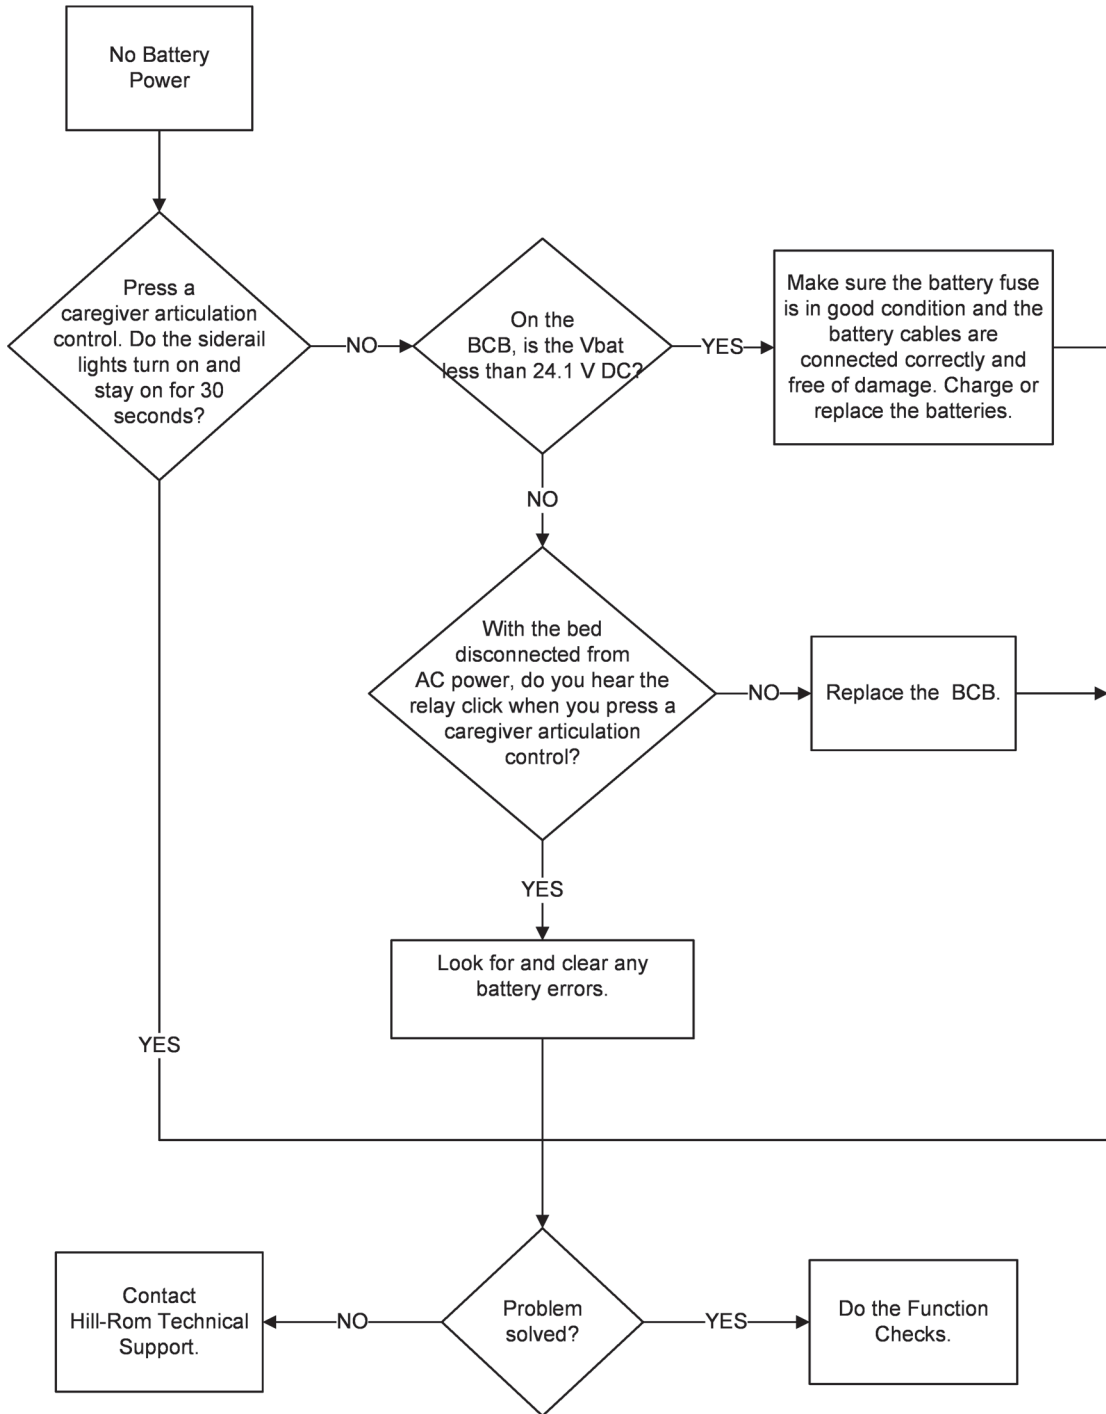 No Battery
Power
Press a
caregiver articulation
control. Do the siderail
lights turn on and
stay on for 30
seconds?
NO
On the
BCB, is the Vbat
less than 24.1 V DC?
YES
Make sure the battery fuse
is in good condition and the
battery cables are
connected correctly and
free of damage. Charge or
replace the batteries.
NO
With the bed
disconnected from
AC power, do you hear the
relay click when you press a
caregiver articulation
control?
NO
Replace the BCB.
YES
Look for and clear any
battery errors.
YES
Contact
Hill-Rom Technical
Support.
NO
Problem
solved?
YES
Do the Function
Checks.